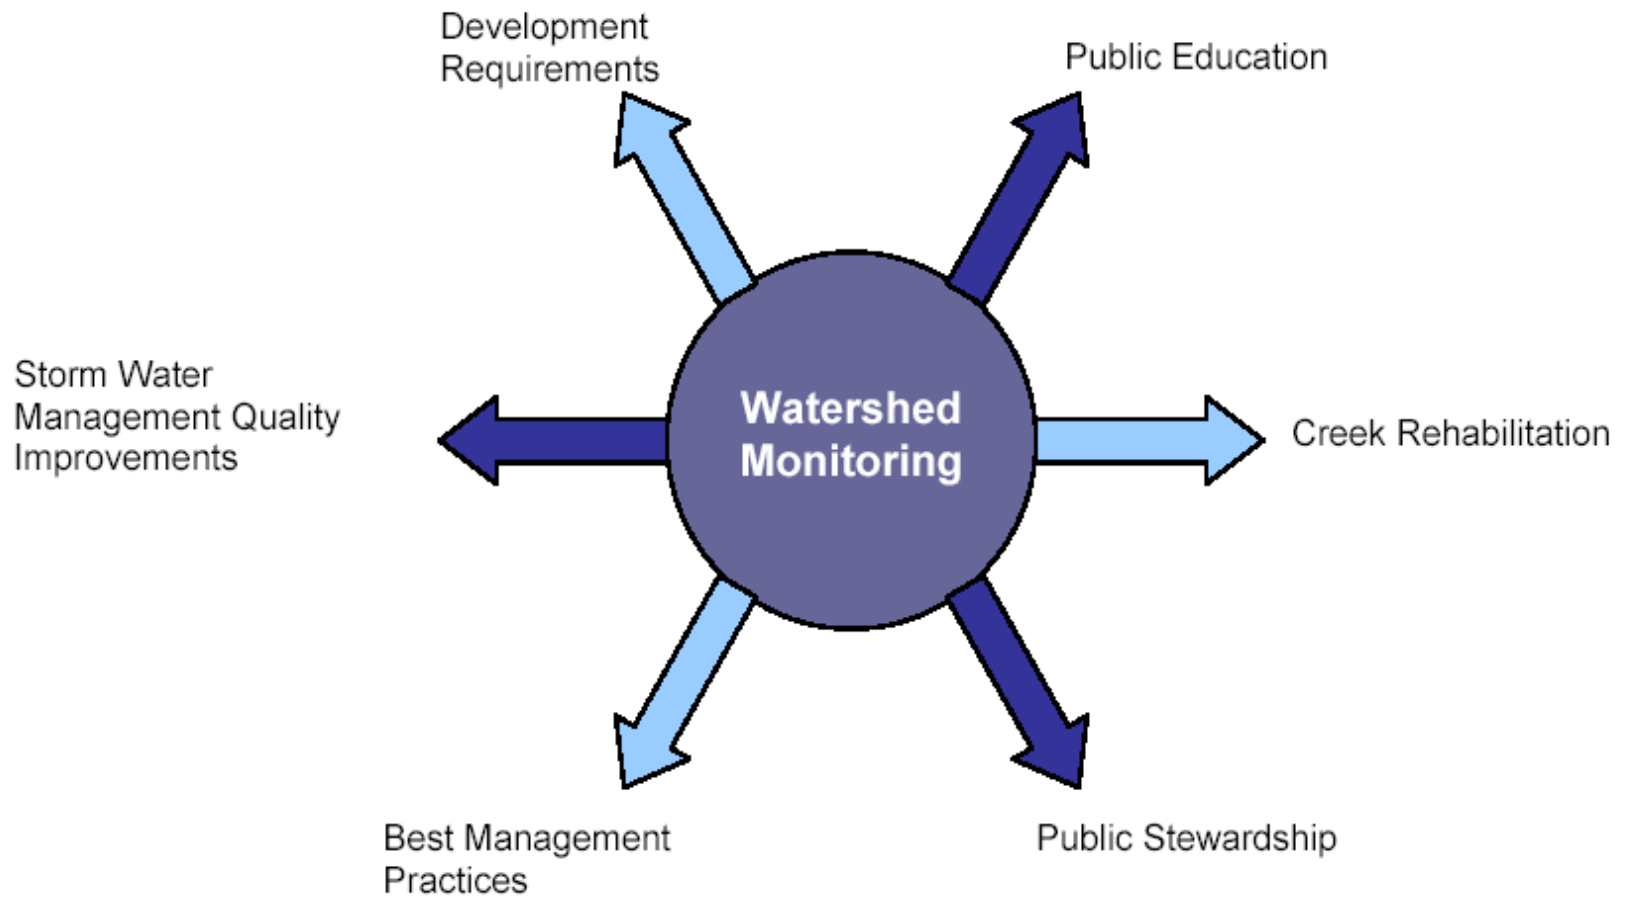 Development
Requirements
Public Education
Storm Water
Management Quality
Improvements
Watershed
Monitoring
Creek Rehabilitation
Best Management
Practices
Public Stewardship